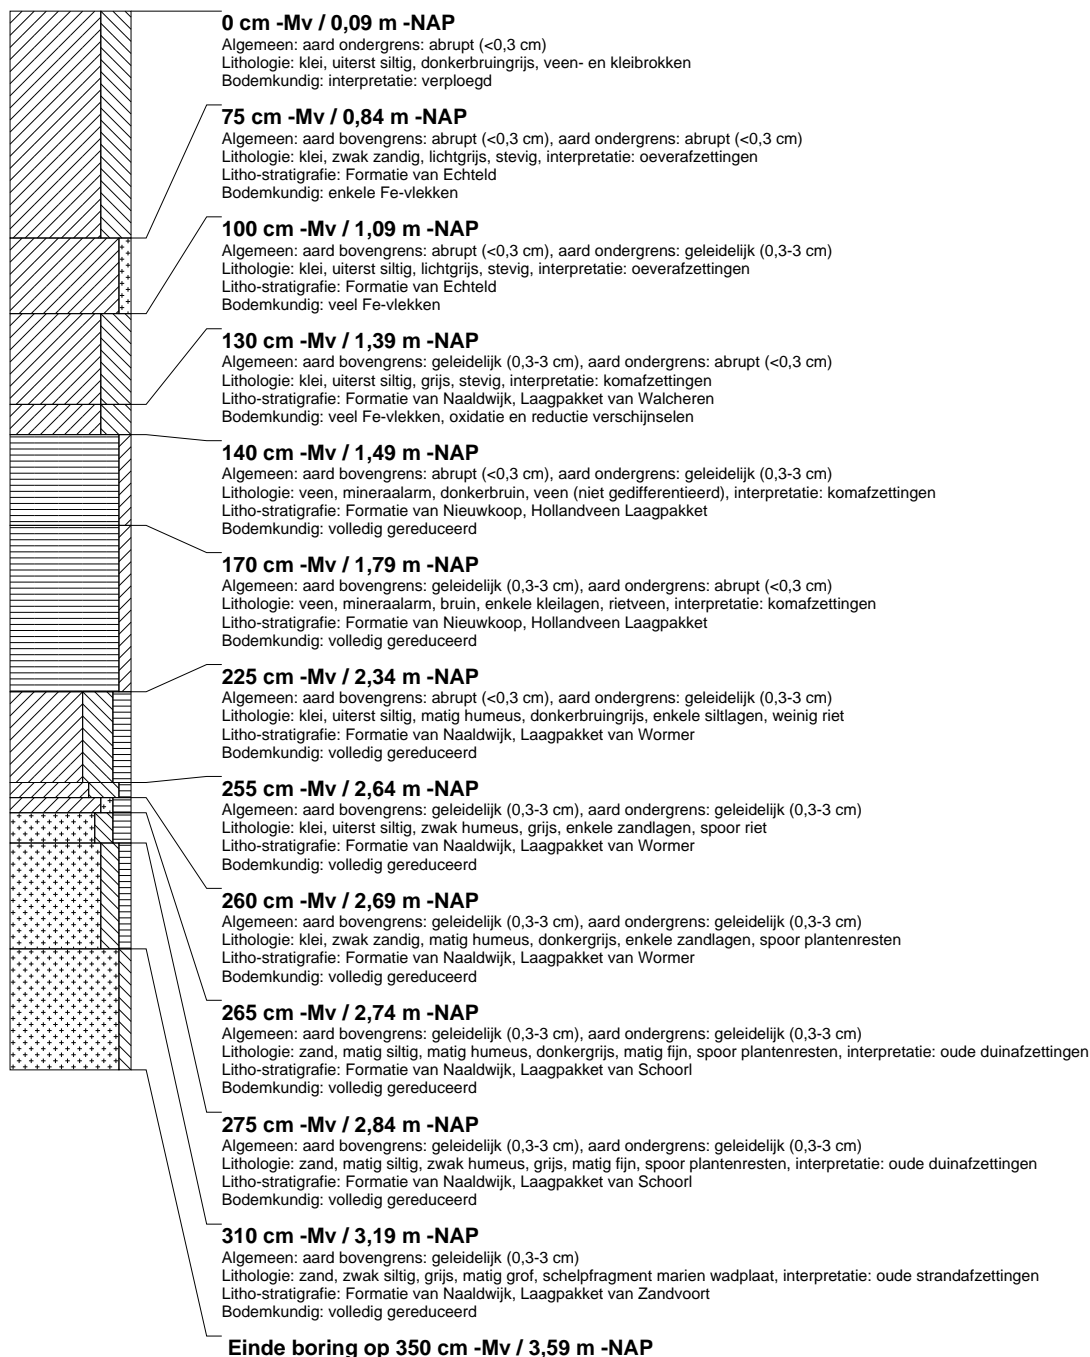 0 cm -Mv / 0,09 m -NAP
Algemeen: aard ondergrens: abrupt (<0,3 cm)
Lithologie: klei, uiterst siltig, donkerbruingrijs, veen- en kleibrokken
Bodemkundig: interpretatie: verploegd
75 cm -Mv / 0,84 m -NAP
Algemeen: aard bovengrens: abrupt (<0,3 cm), aard ondergrens: abrupt (<0,3 cm)
Lithologie: klei, zwak zandig, lichtgrijs, stevig, interpretatie: oeverafzettingen
Litho-stratigrafie: Formatie van Echteld
Bodemkundig: enkele Fe-vlekken
100 cm -Mv / 1,09 m -NAP
Algemeen: aard bovengrens: abrupt (<0,3 cm), aard ondergrens: geleidelijk (0,3-3 cm)
Lithologie: klei, uiterst siltig, lichtgrijs, stevig, interpretatie: oeverafzettingen
Litho-stratigrafie: Formatie van Echteld
Bodemkundig: veel Fe-vlekken
130 cm -Mv / 1,39 m -NAP
Algemeen: aard bovengrens: geleidelijk (0,3-3 cm), aard ondergrens: abrupt (<0,3 cm)
Lithologie: klei, uiterst siltig, grijs, stevig, interpretatie: komafzettingen
Litho-stratigrafie: Formatie van Naaldwijk, Laagpakket van Walcheren
Bodemkundig: veel Fe-vlekken, oxidatie en reductie verschijnselen
140 cm -Mv / 1,49 m -NAP
Algemeen: aard bovengrens: abrupt (<0,3 cm), aard ondergrens: geleidelijk (0,3-3 cm)
Lithologie: veen, mineraalarm, donkerbruin, veen (niet gedifferentieerd), interpretatie: komafzettingen
Litho-stratigrafie: Formatie van Nieuwkoop, Hollandveen Laagpakket
Bodemkundig: volledig gereduceerd
170 cm -Mv / 1,79 m -NAP
Algemeen: aard bovengrens: geleidelijk (0,3-3 cm), aard ondergrens: abrupt (<0,3 cm)
Lithologie: veen, mineraalarm, bruin, enkele kleilagen, rietveen, interpretatie: komafzettingen
Litho-stratigrafie: Formatie van Nieuwkoop, Hollandveen Laagpakket
Bodemkundig: volledig gereduceerd
225 cm -Mv / 2,34 m -NAP
Algemeen: aard bovengrens: abrupt (<0,3 cm), aard ondergrens: geleidelijk (0,3-3 cm)
Lithologie: klei, uiterst siltig, matig humeus, donkerbruingrijs, enkele siltlagen, weinig riet
Litho-stratigrafie: Formatie van Naaldwijk, Laagpakket van Wormer
Bodemkundig: volledig gereduceerd
255 cm -Mv / 2,64 m -NAP
Algemeen: aard bovengrens: geleidelijk (0,3-3 cm), aard ondergrens: geleidelijk (0,3-3 cm)
Lithologie: klei, uiterst siltig, zwak humeus, grijs, enkele zandlagen, spoor riet
Litho-stratigrafie: Formatie van Naaldwijk, Laagpakket van Wormer
Bodemkundig: volledig gereduceerd
260 cm -Mv / 2,69 m -NAP
Algemeen: aard bovengrens: geleidelijk (0,3-3 cm), aard ondergrens: geleidelijk (0,3-3 cm)
Lithologie: klei, zwak zandig, matig humeus, donkergrijs, enkele zandlagen, spoor plantenresten
Litho-stratigrafie: Formatie van Naaldwijk, Laagpakket van Wormer
Bodemkundig: volledig gereduceerd
265 cm -Mv / 2,74 m -NAP
Algemeen: aard bovengrens: geleidelijk (0,3-3 cm), aard ondergrens: geleidelijk (0,3-3 cm)
Lithologie: zand, matig siltig, matig humeus, donkergrijs, matig fijn, spoor plantenresten, interpretatie: oude duinafzettingen
Litho-stratigrafie: Formatie van Naaldwijk, Laagpakket van Schoorl
Bodemkundig: volledig gereduceerd
275 cm -Mv / 2,84 m -NAP
Algemeen: aard bovengrens: geleidelijk (0,3-3 cm), aard ondergrens: geleidelijk (0,3-3 cm)
Lithologie: zand, matig siltig, zwak humeus, grijs, matig fijn, spoor plantenresten, interpretatie: oude duinafzettingen
Litho-stratigrafie: Formatie van Naaldwijk, Laagpakket van Schoorl
Bodemkundig: volledig gereduceerd
310 cm -Mv / 3,19 m -NAP
Algemeen: aard bovengrens: geleidelijk (0,3-3 cm)
Lithologie: zand, zwak siltig, grijs, matig grof, schelpfragment marien wadplaat, interpretatie: oude strandafzettingen
Litho-stratigrafie: Formatie van Naaldwijk, Laagpakket van Zandvoort
Bodemkundig: volledig gereduceerd
Einde boring op 350 cm -Mv / 3,59 m -NAP